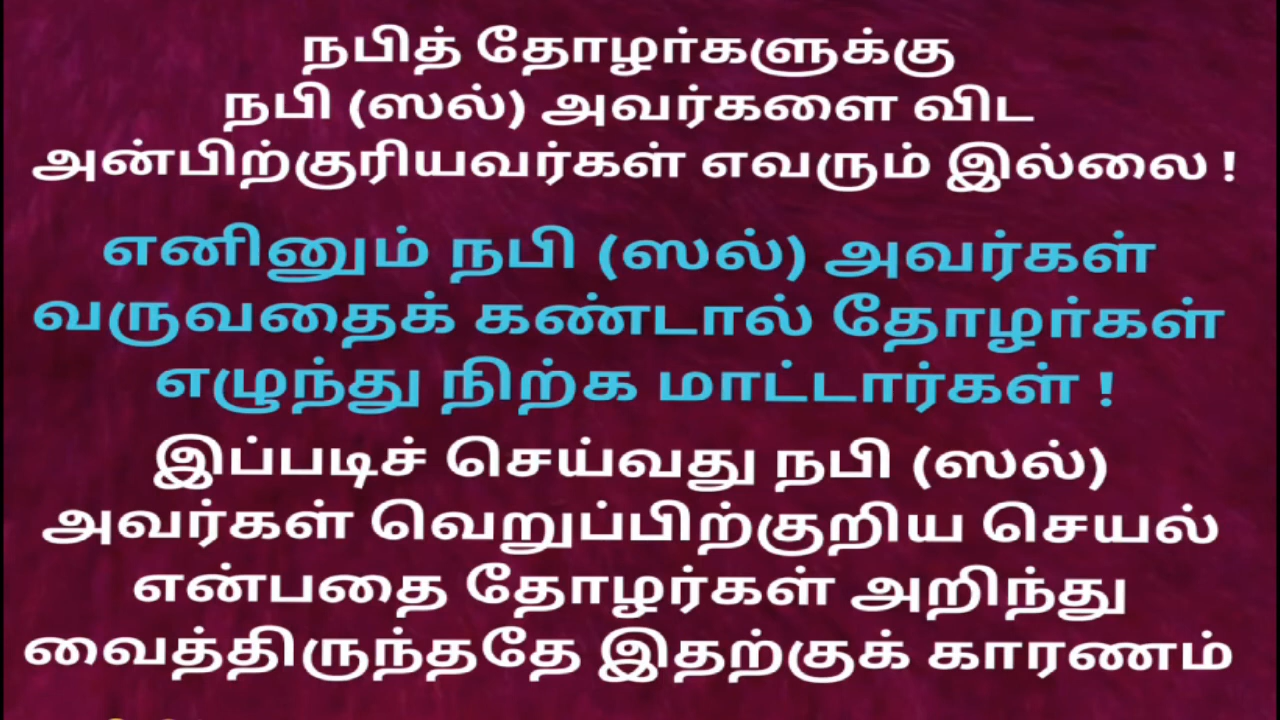 நபித் தோழர்களுக்கு
நபி (ஸல்) அவர்களை விட
அன்பிற்குரியவர்கள் எவரும் இல்லை !
எனினும் நபி (ஸல்) அவர்கள்
வருவதைக் கண்டால் தோழர்கள்
எழுந்து நிற்க மாட்டார்கள் !
இப்படிச் செய்வது நபி (ஸல்)
அவர்கள் வெறுப்பிற்குறிய செயல்
என்பதை தோழர்கள் அறிந்து
வைத்திருந்ததே இதற்குக் காரணம்